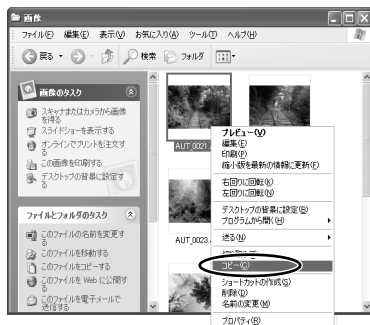 画像
ファイル(F) 編集(E) 表示(V) お気に入り(A) ツール(T) ヘルプ(H)
戻る 検索 フォルダ
画像のタスク
スキャナまたはカメラから画像を得る
スライドショーを表示する
オンラインでプリントを注文する
この画像を印刷する
デスクトップの背景に設定する
ファイルとフォルダのタスク
このファイルの名前を変更する
このファイルを移動する
このファイルをコピーする
このファイルを Web に公開する
このファイルを電子メールで送信する
AUT_0021.
AUT_0023.
プレビュー(V)
編集(E)
印刷(P)
縮小版を最新の情報に更新(F)
右回りに回転(K)
左回りに回転(N)
デスクトップの背景に設定(B)
プログラムから開く(H)
送る(N)
コピー(C)
ショートカットの作成(S)
削除(D)
名前の変更(M)
プロパティ(R)